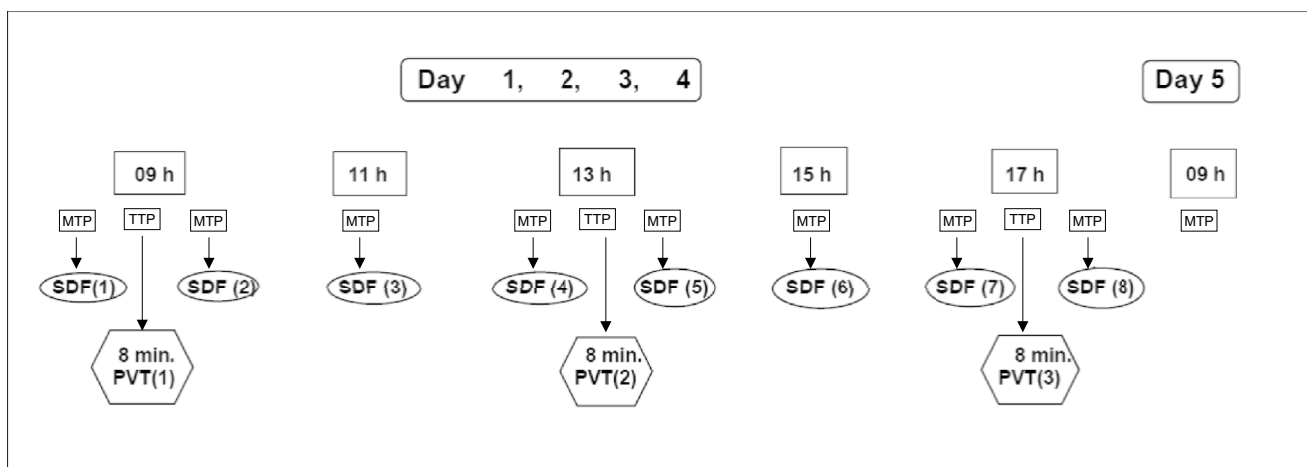 Day 1, 2, 3, 4
Day 5
09 h
11 h
13 h
15 h
17 h
09 h
MTP
TTP
MTP
MTP
MTP
TTP
MTP
MTP
MTP
TTP
MTP
MTP
SDF(1)
SDF (2)
SDF (3)
SDF (4)
SDF (5)
SDF (6)
SDF (7)
SDF (8)
8 min.
PVT(1)
8 min.
PVT(2)
8 min.
PVT(3)